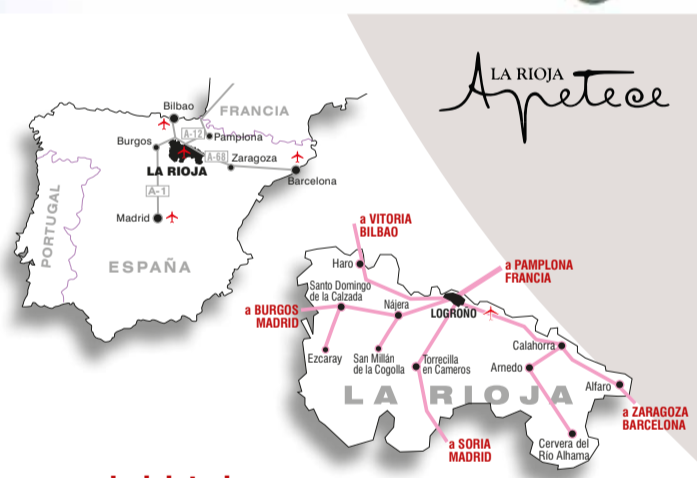 LA RIOJA
Apetece
Bilbao
FRANCIA
A-12
Pamplona
Burgos
A-68
Zaragoza
LA RIOJA
Barcelona
A-1
PORTUGAL
Madrid
ESPAÑA
a VITORIA
BILBAO
Haro
a PAMPLONA
FRANCIA
Santo Domingo
de la Calzada
Nájera
a BURGOS
MADRID
LOGROÑO
Calahorra
Ezcaray
San Millán
de la Cogolla
Torrecilla
en Cameros
Arnedo
Alfaro
LA RIOJA
a ZARAGOZA
BARCELONA
a SORIA
MADRID
Cervera del
Río Alhama